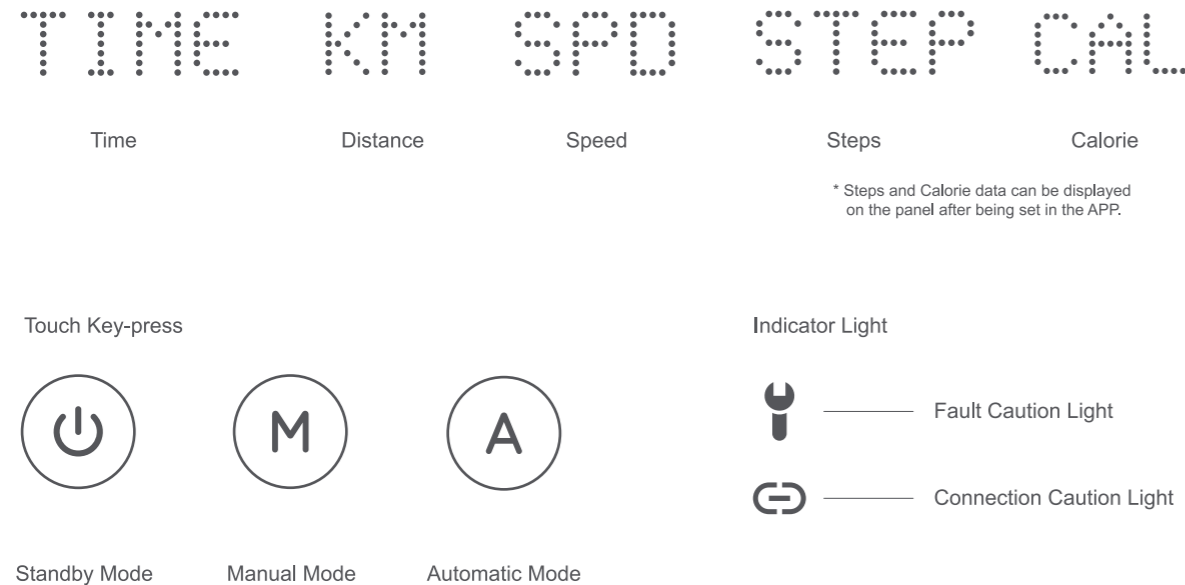 TIME KM SPD STEP CAL
Time Distance Speed Steps Calorie
* Steps and Calorie data can be displayed
on the panel after being set in the APP.
Touch Key-press
Indicator Light
M A
Fault Caution Light
Connection Caution Light
Standby Mode Manual Mode Automatic Mode